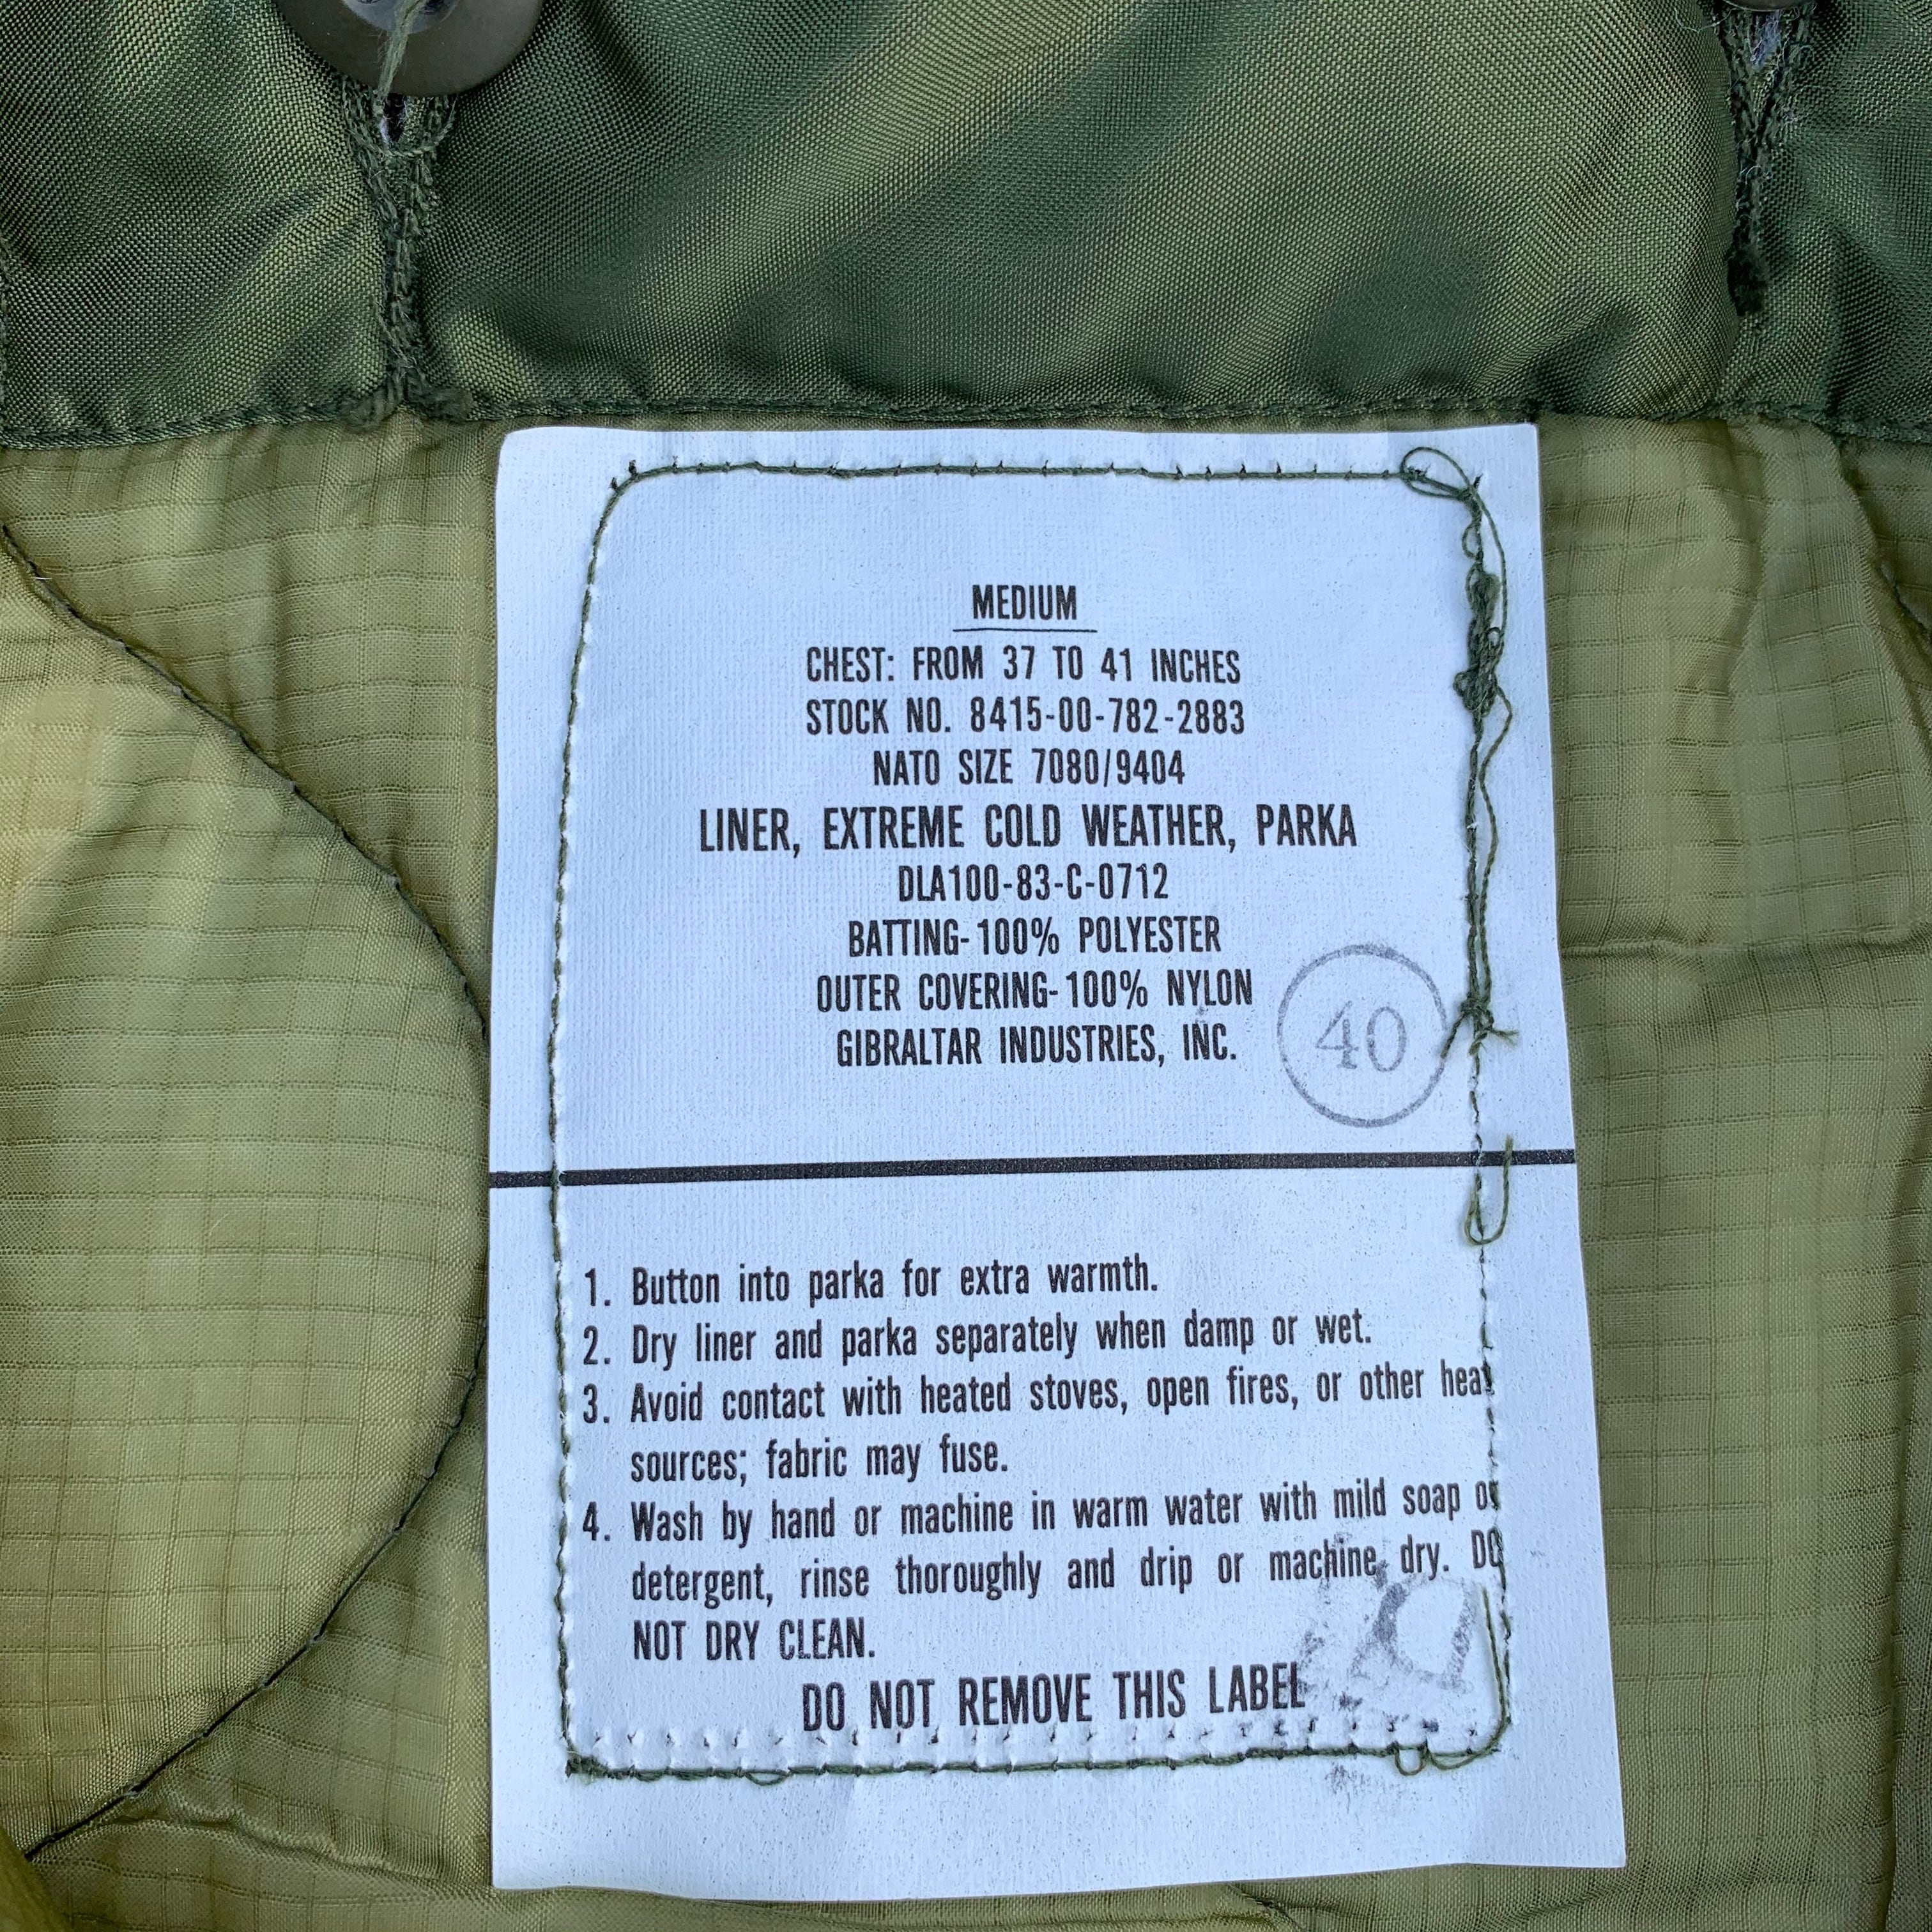 MEDIUM
CHEST: FROM 37 TO 41 INCHES
STOCK NO. 8415-00-782-2883
NATO SIZE 7080/9404
LINER, EXTREME COLD WEATHER, PARKA
DLA100-83-C-0712
BATTING-100% POLYESTER
OUTER COVERING-100% NYLON
GIBRALTAR INDUSTRIES, INC.
40
1. Button into parka for extra warmth.
2. Dry liner and parka separately when damp or wet.
3. Avoid contact with heated stoves, open fires, or other heat
sources; fabric may fuse.
4. Wash by hand or machine in warm water with mild soap or
detergent, rinse thoroughly and drip or machine dry. DO
NOT DRY CLEAN.
DO NOT REMOVE THIS LABEL